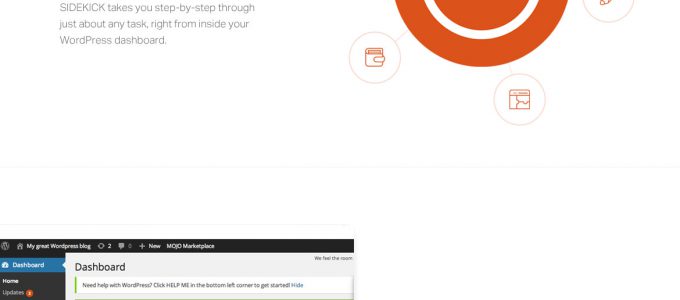 SIDEKICK takes you step-by-step through
just about any task, right from inside your
WordPress dashboard.
My great Wordpress blog 2 0 + New MOJO Marketplace
We feel the room
Dashboard
Dashboard
Need help with WordPress? Click HELP ME in the bottom left corner to get started! Hide
Home
Updates 3